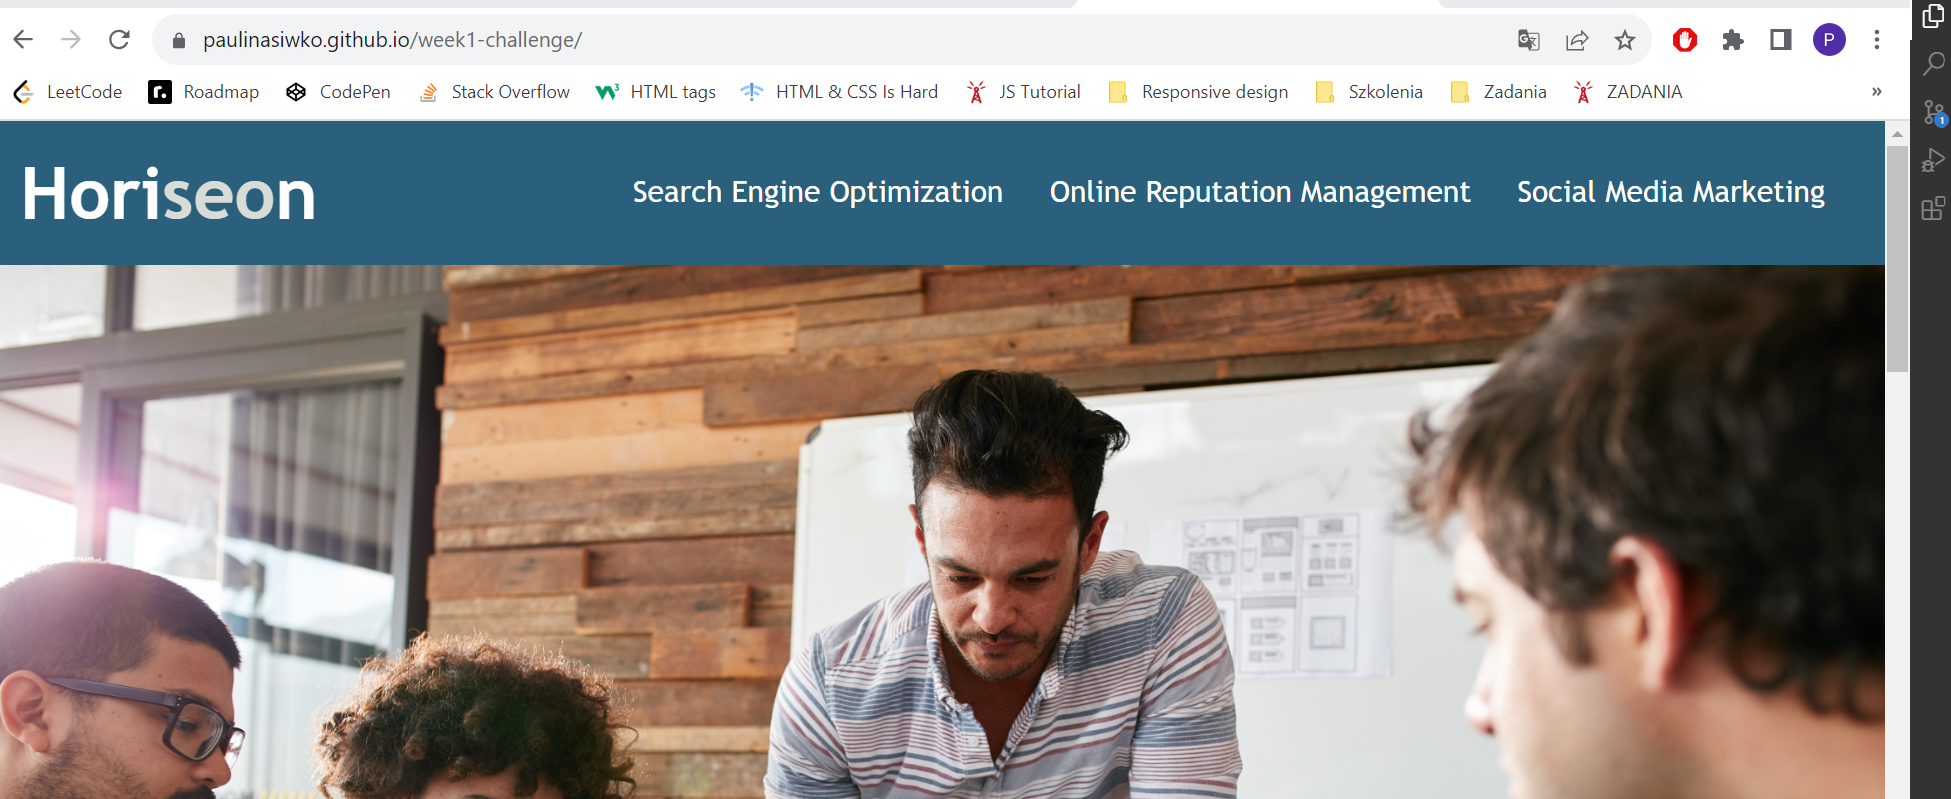 paulinasiwko.github.io/week1-challenge/
P
LeetCode Roadmap CodePen Stack Overflow HTML tags HTML & CSS Is Hard JS Tutorial Responsive design Szkolenia Zadania ZADANIA »
1
Horiseon Search Engine Optimization Online Reputation Management Social Media Marketing